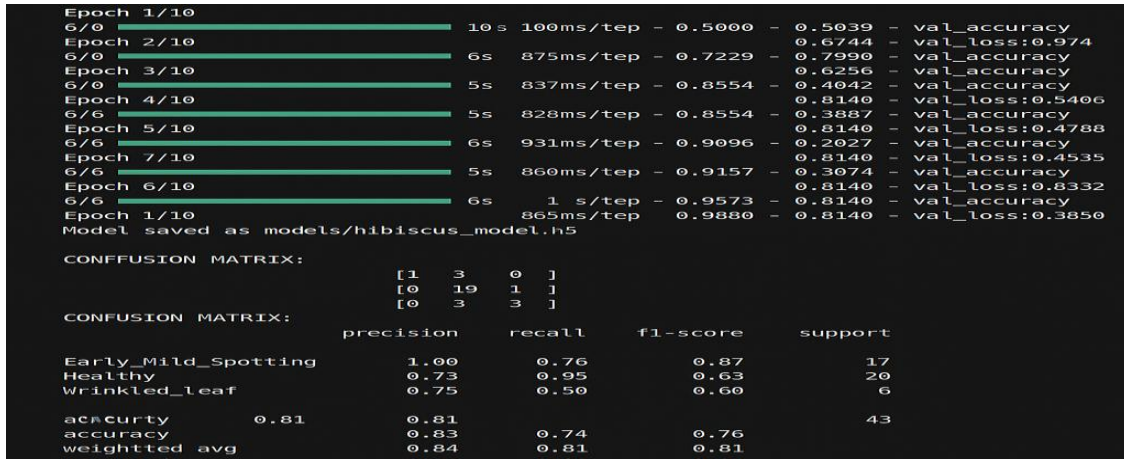 Epoch 1/10
6/0 10s 100ms/tep - 0.5000 - 0.5039 - val_accuracy
Epoch 2/10 0.6744 - val_loss:0.974
6/0 6s 875ms/tep - 0.7229 - 0.7990 - val_accuracy
Epoch 3/10 0.6256 - val_accuracy
6/0 5s 837ms/tep - 0.8554 - 0.4042 - val_accuracy
Epoch 4/10 0.8140 - val_loss:0.5406
6/6 5s 828ms/tep - 0.8554 - 0.3887 - val_accuracy
Epoch 5/10 0.8140 - val_loss:0.4788
6/6 6s 931ms/tep - 0.9096 - 0.2027 - val_accuracy
Epoch 7/10 0.8140 - val_loss:0.4535
6/6 5s 860ms/tep - 0.9157 - 0.3074 - val_accuracy
Epoch 6/10 0.8140 - val_loss:0.8332
6/6 6s 1 s/tep - 0.9573 - 0.8140 - val_accuracy
Epoch 1/10 865ms/tep 0.9880 - 0.8140 - val_loss:0.3850
Model saved as models/hibiscus_model.h5
CONFFUSION MATRIX:
[1 3 0 ]
[0 19 1 ]
[0 3 3 ]
CONFUSION MATRIX:
precision recall f1-score support
Early_Mild_Spotting 1.00 0.76 0.87 17
Healthy 0.73 0.95 0.63 20
Wrinkled_leaf 0.75 0.50 0.60 6
0.81 0.81 43
accuracy 0.83 0.74 0.76
weightted avg 0.84 0.81 0.81